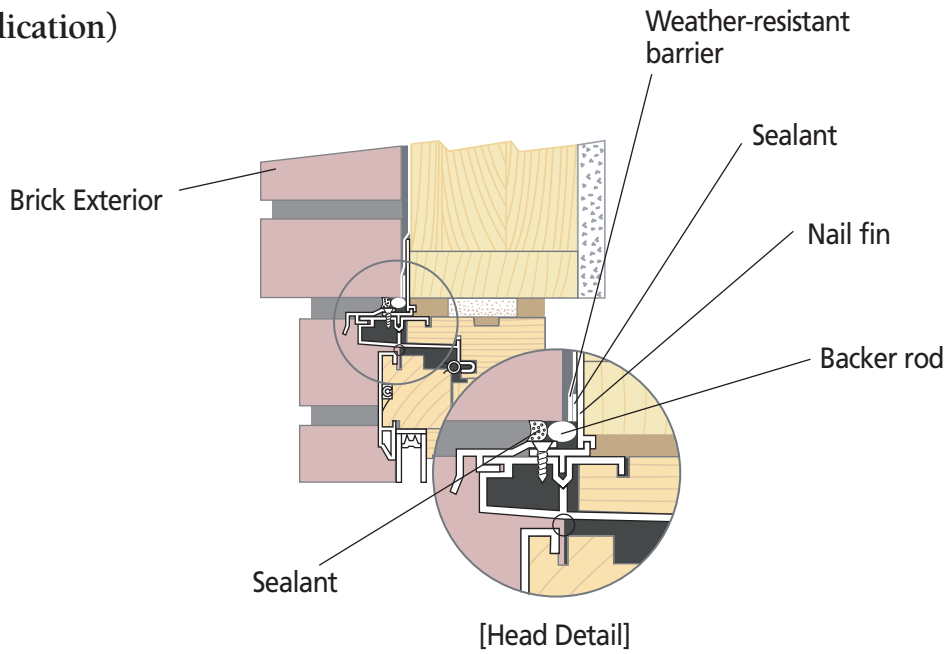 lication)
Weather-resistant
barrier
Sealant
Brick Exterior
Nail fin
Backer rod
Sealant
[Head Detail]